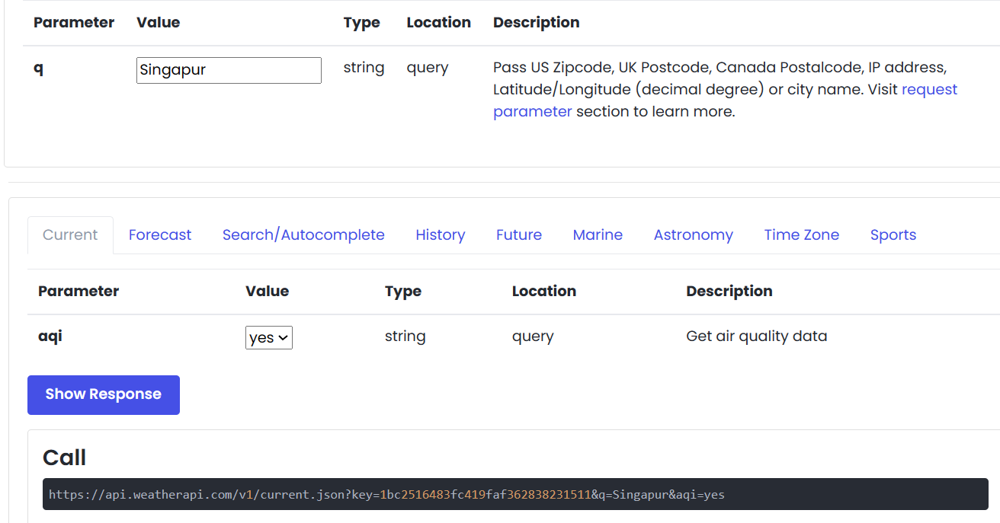 Parameter Value Type Location Description
q Singapur string query Pass US Zipcode, UK Postcode, Canada Postalcode, IP address,
Latitude/Longitude (decimal degree) or city name. Visit request
parameter section to learn more.
Current Forecast Search/Autocomplete History Future Marine Astronomy Time Zone Sports
Parameter Value Type Location Description
aqi yes string query Get air quality data
Show Response
Call
https://api.weatherapi.com/v1/current.json?key=1bc2516483fc419faf362838231511&q=Singapur&aqi=yes